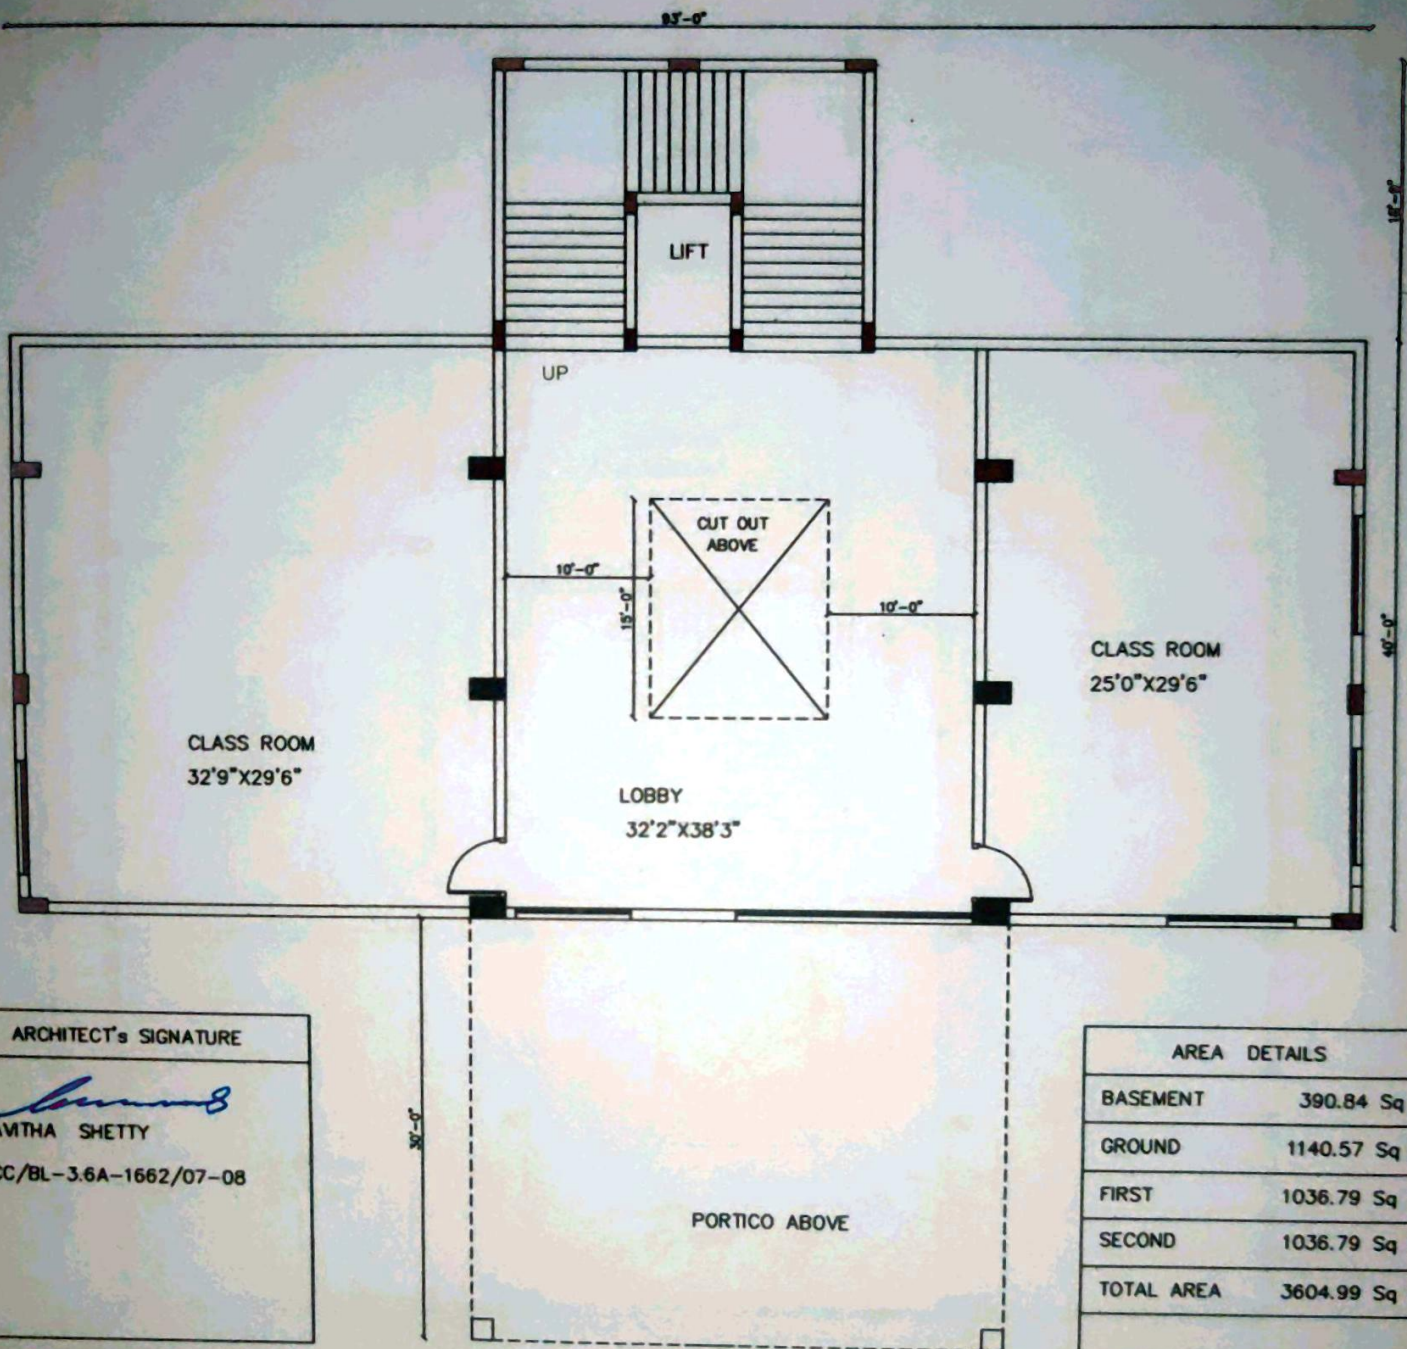 93'-0"
LIFT
UP
CUT OUT
ABOVE
10'-0"
15'-0"
10'-0"
40'-0"
CLASS ROOM
25'0"X29'6"
CLASS ROOM
32'9"X29'6"
LOBBY
32'2"X38'3"
ARCHITECT's SIGNATURE
AVITHA SHETTY
CC/BL-3.6A-1662/07-08
30'-0"
PORTICO ABOVE
AREA DETAILS
BASEMENT 390.84 Sq
GROUND 1140.57 Sq
FIRST 1036.79 Sq
SECOND 1036.79 Sq
TOTAL AREA 3604.99 Sq